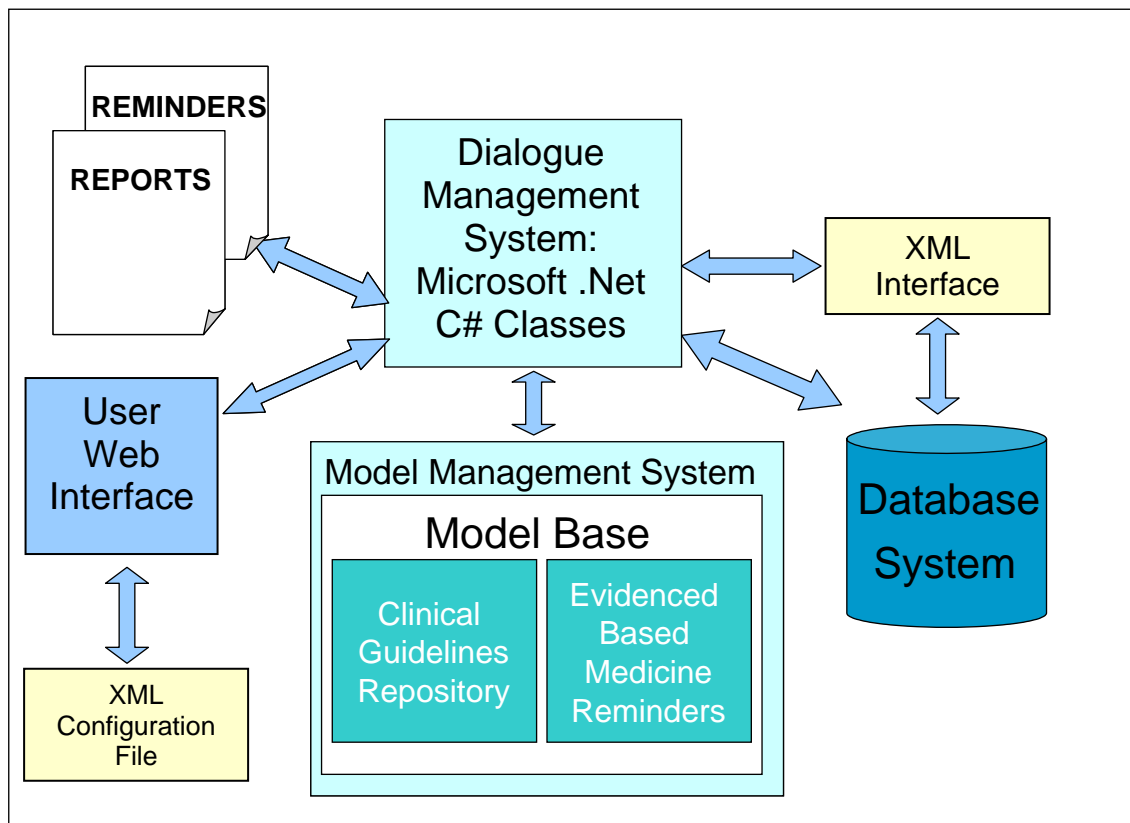 REMINDERS
REPORTS
Dialogue
Management
System:
Microsoft .Net
C# Classes
XML
Interface
User
Web
Interface
Model Management System
Model Base
Clinical
Guidelines
Repository
Evidenced
Based
Medicine
Reminders
Database
System
XML
Configuration
File